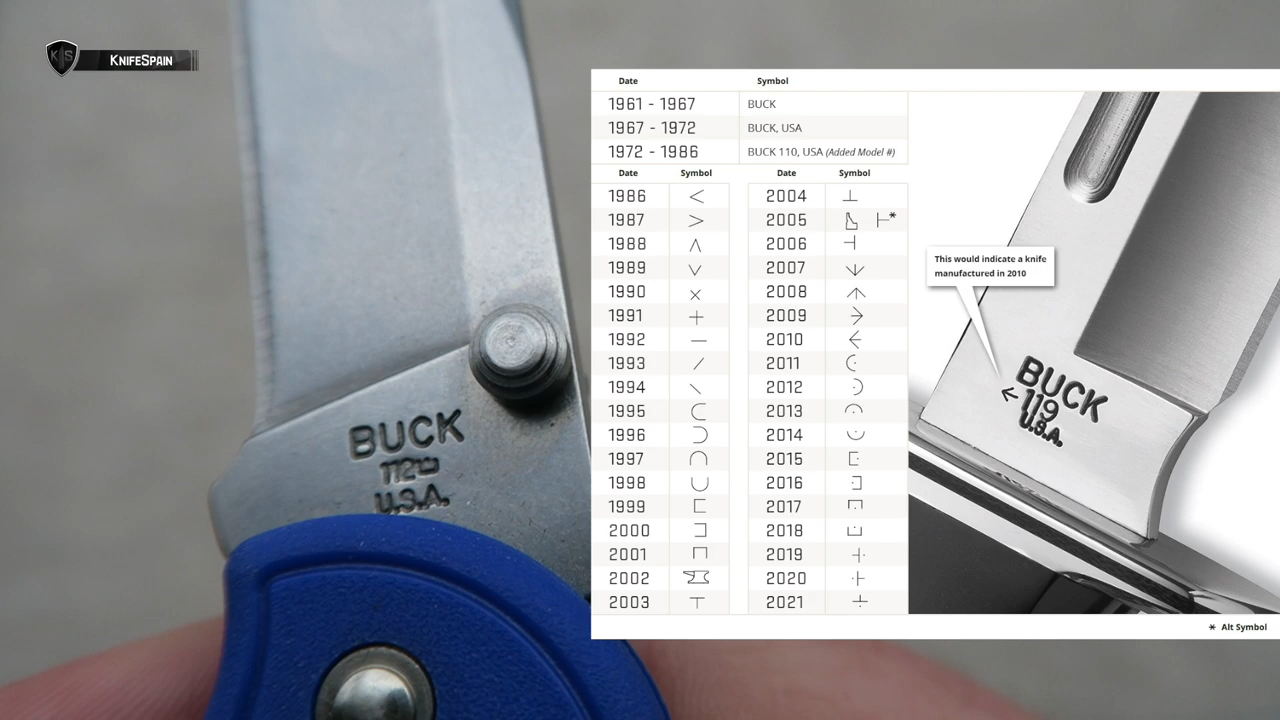 KS KNIFESPAIN
Date Symbol
1961 - 1967 BUCK
1967 - 1972 BUCK, USA
1972 - 1986 BUCK 110, USA (Added Model #)
Date Symbol Date Symbol
1986 < 2004 ⊥
1987 > 2005 *
1988 ∧ 2006 ⊣
1989 ∨ 2007
1990 x 2008
1991 + 2009 →
1992 — 2010 ←
1993 / 2011
1994 \ 2012
1995 2013
1996 2014
1997 2015
1998 2016
1999 2017
2000 2018
2001 2019
2002 2020
2003 T 2021
This would indicate a knife
manufactured in 2010
BUCK
← 119
U.S.A.
* Alt Symbol
BUCK
112
U.S.A.